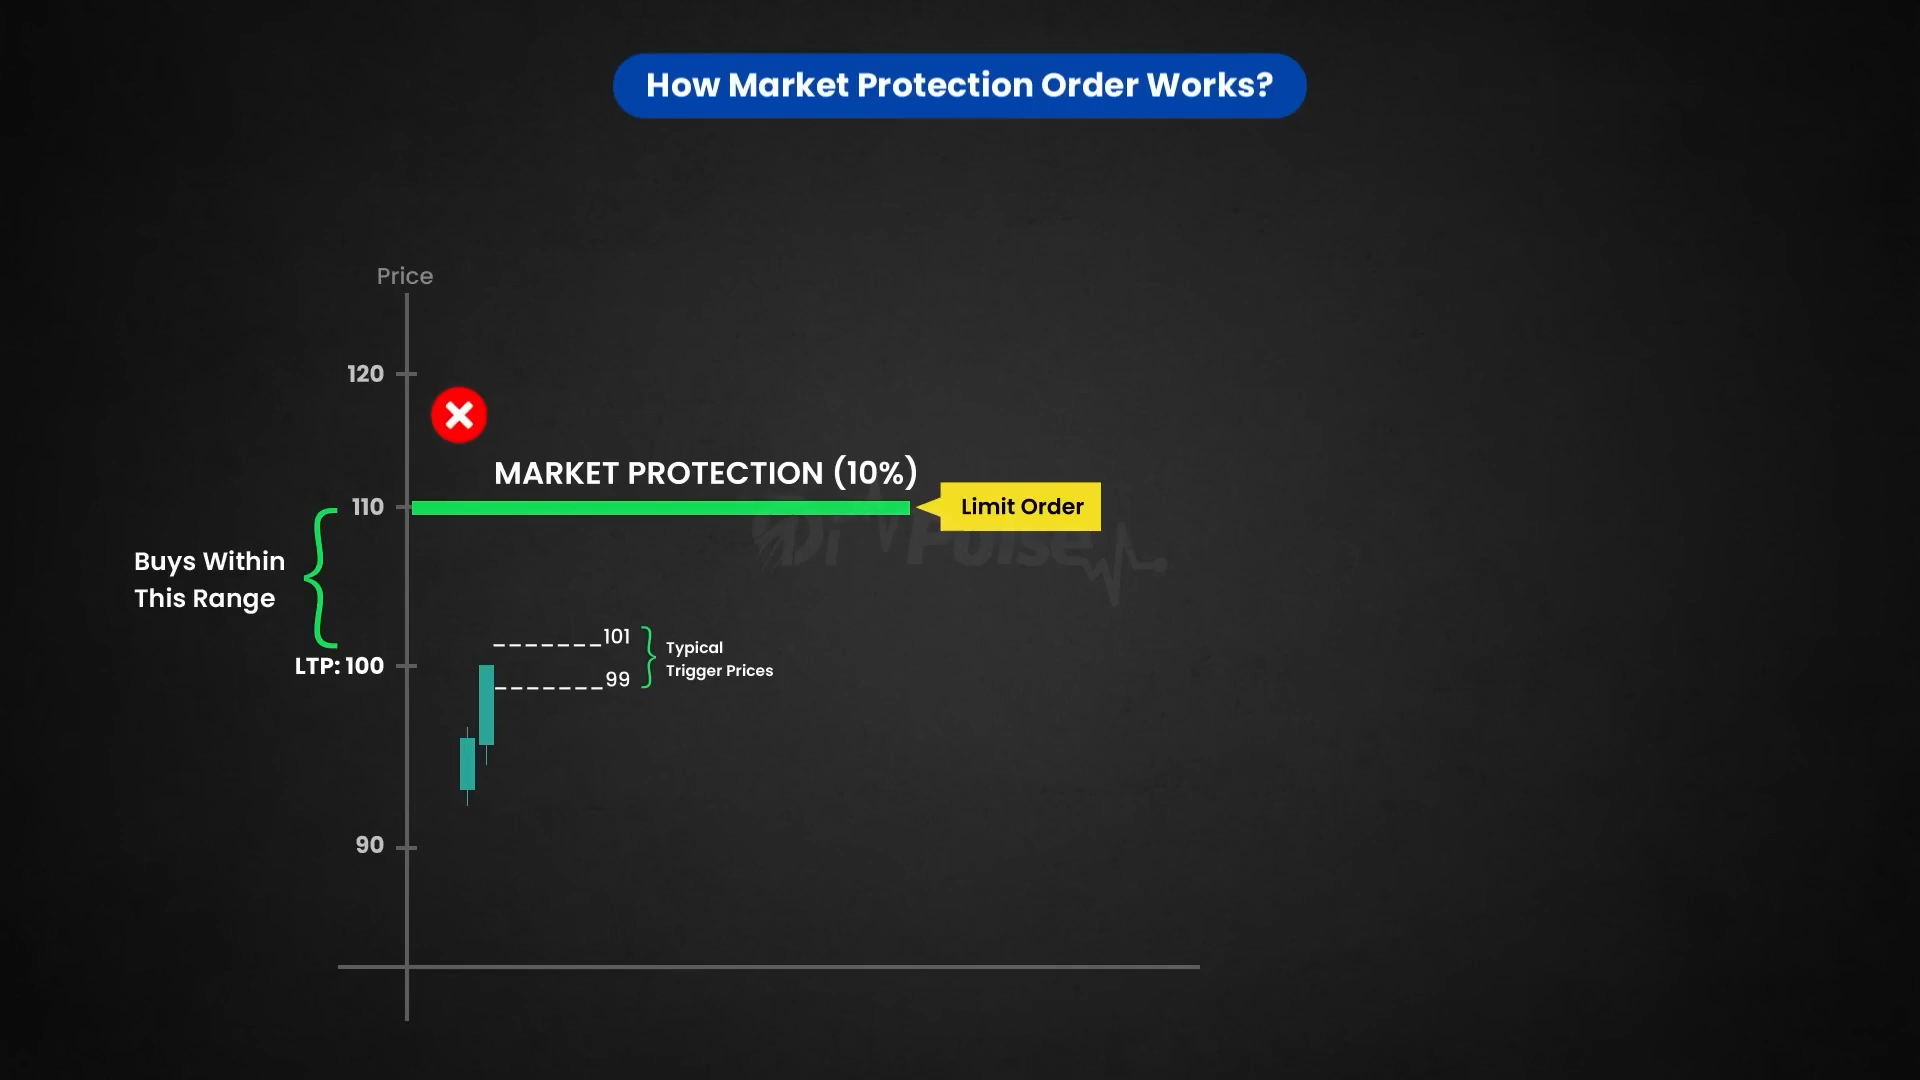 How Market Protection Order Works?
Price
120
MARKET PROTECTION (10%)
110
Limit Order
Buys Within
This Range
101
99
Typical
Trigger Prices
LTP: 100
90